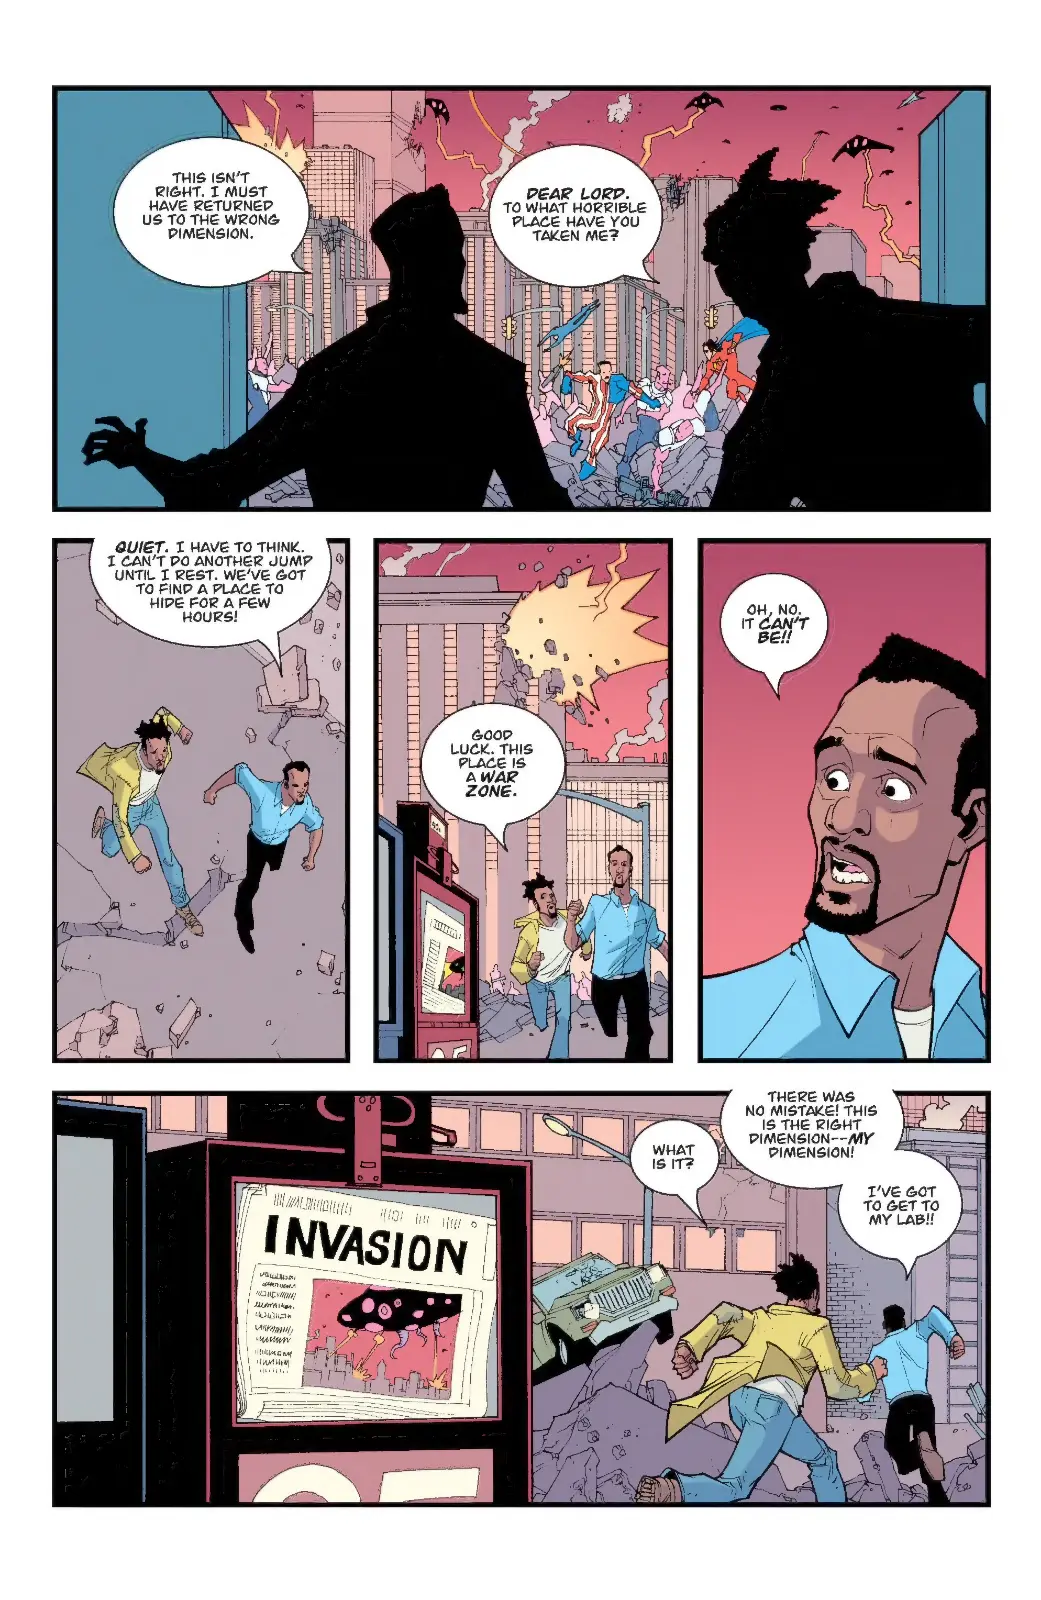 THIS ISN'T
RIGHT. I MUST
HAVE RETURNED
US TO THE WRONG
DIMENSION.
DEAR LORD.
TO WHAT HORRIBLE
PLACE HAVE YOU
TAKEN ME?
QUIET. I HAVE TO THINK.
I CAN'T DO ANOTHER JUMP
UNTIL I REST. WE'VE GOT
TO FIND A PLACE TO
HIDE FOR A FEW
HOURS!
GOOD
LUCK. THIS
PLACE IS
A WAR
ZONE.
OH, NO.
IT CAN'T
BE!!
INVASION
WHAT
IS IT?
THERE WAS
NO MISTAKE! THIS
IS THE RIGHT
DIMENSION--MY
DIMENSION!
I'VE GOT
TO GET TO
MY LAB!!